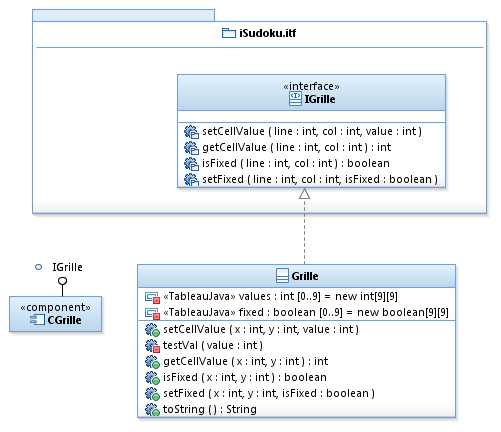 iSudoku.itf
«interface»
IGrille
setCellValue ( line : int, col : int, value : int )
getCellValue ( line : int, col : int ) : int
isFixed ( line : int, col : int ) : boolean
setFixed ( line : int, col : int, isFixed : boolean )
IGrille
«component»
CGrille
Grille
«TableauJava» values : int [0..9] = new int[9][9]
«TableauJava» fixed : boolean [0..9] = new boolean[9][9]
setCellValue ( x : int, y : int, value : int )
testVal ( value : int )
getCellValue ( x : int, y : int ) : int
isFixed ( x : int, y : int ) : boolean
setFixed ( x : int, y : int, isFixed : boolean )
toString ( ) : String